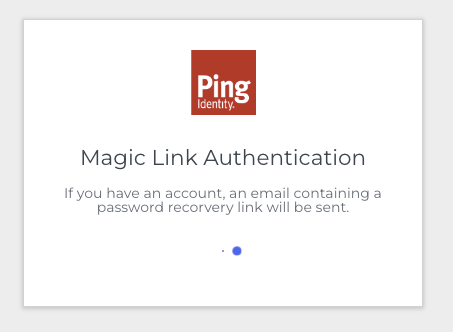 Ping
Identity.
Magic Link Authentication
If you have an account, an email containing a
password recorvery link will be sent.